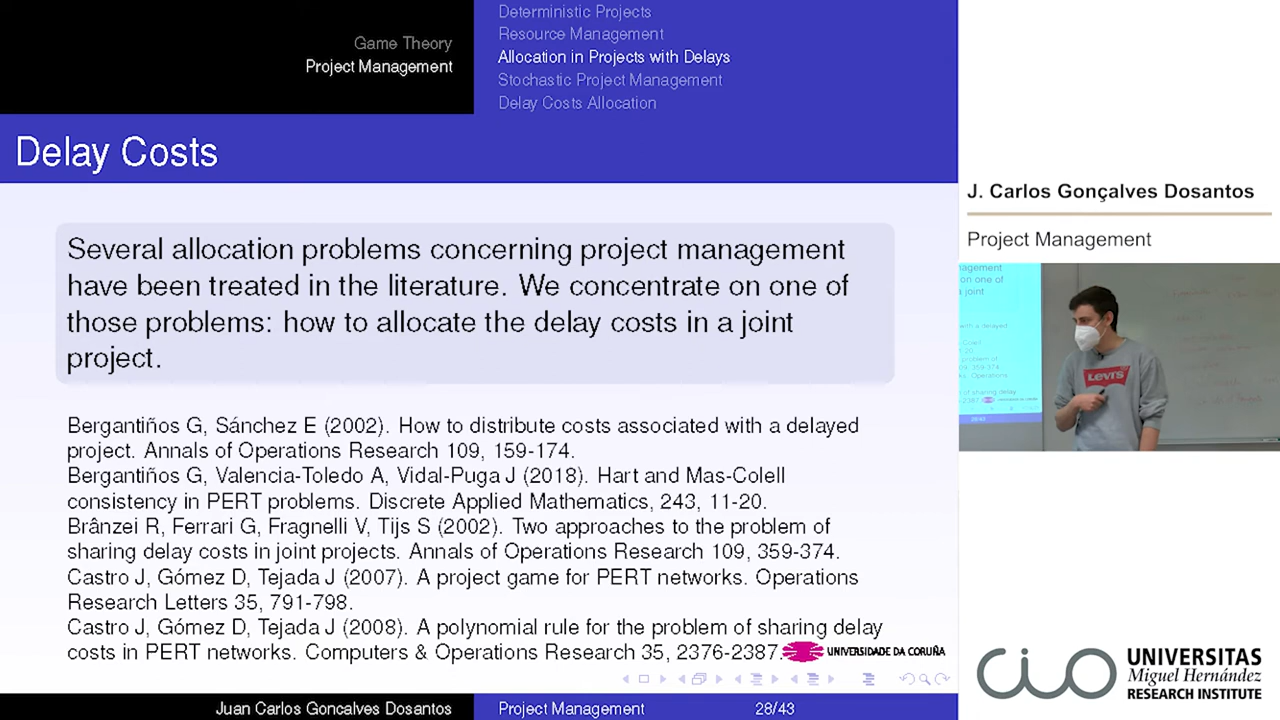 Game Theory
Project Management
Deterministic Projects
Resource Management
Allocation in Projects with Delays
Stochastic Project Management
Delay Costs Allocation
Delay Costs
Several allocation problems concerning project management
have been treated in the literature. We concentrate on one of
those problems: how to allocate the delay costs in a joint
project.
Bergantiños G, Sánchez E (2002). How to distribute costs associated with a delayed
project. Annals of Operations Research 109, 159-174.
Bergantiños G, Valencia-Toledo A, Vidal-Puga J (2018). Hart and Mas-Colell
consistency in PERT problems. Discrete Applied Mathematics, 243, 11-20.
Brânzei R, Ferrari G, Fragnelli V, Tijs S (2002). Two approaches to the problem of
sharing delay costs in joint projects. Annals of Operations Research 109, 359-374.
Castro J, Gómez D, Tejada J (2007). A project game for PERT networks. Operations
Research Letters 35, 791-798.
Castro J, Gómez D, Tejada J (2008). A polynomial rule for the problem of sharing delay
costs in PERT networks. Computers & Operations Research 35, 2376-2387.
UNIVERSIDADE DA CORUÑA
Juan Carlos Goncalves Dosantos
Project Management
28/43
J. Carlos Gonçalves Dosantos
Project Management
Levi's
CIO
UNIVERSITAS
Miguel Hernández
RESEARCH INSTITUTE